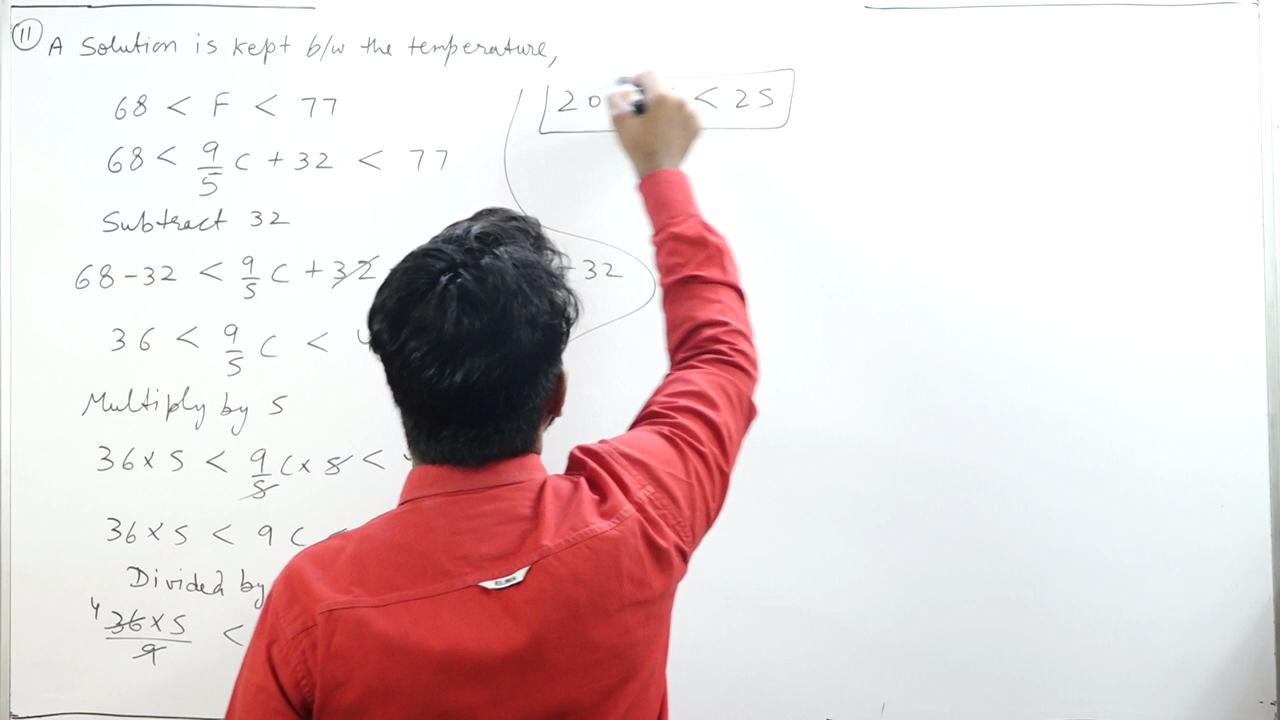 11 A Solution is kept b/w the temperature,
68 < F < 77
68 < 9/5 C + 32 < 77
Subtract 32
68-32 < 9/5 C + 32 -32
36 < 9/5 C <
Multiply by 5
36×5 < 9/5 C×5 <
36×5 < 9C <
Divided by
4 36×5/9 <
20 < 25